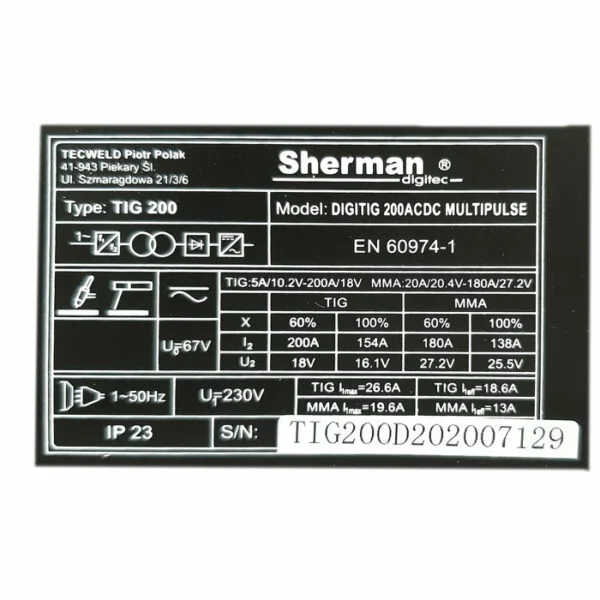 TECWELD Piotr Polak
41-943 Piekary Śl.
Ul. Szmaragdowa 21/3/6
Sherman ®
digitec
Type: TIG 200
Model: DIGITIG 200ACDC MULTIPULSE
1~
EN 60974-1
TIG:5A/10.2V-200A/18V MMA:20A/20.4V-180A/27.2V
TIG MMA
X 60% 100% 60% 100%
U₀=67V
I₂ 200A 154A 180A 138A
U₂ 18V 16.1V 27.2V 25.5V
1~50Hz
U₁=230V
TIG I₁max=26.6A TIG I₁eff=18.6A
MMA I₁max=19.6A MMA I₁eff=13A
IP 23
S/N: TIG200D202007129